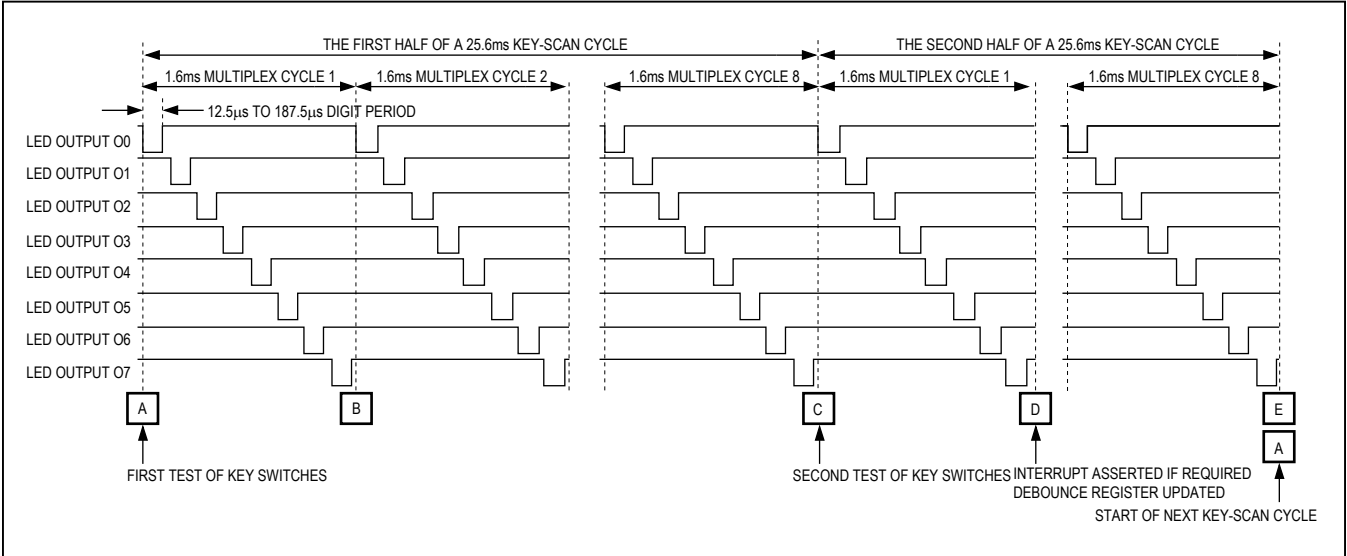 THE FIRST HALF OF A 25.6ms KEY-SCAN CYCLE
THE SECOND HALF OF A 25.6ms KEY-SCAN CYCLE
1.6ms MULTIPLEX CYCLE 1
1.6ms MULTIPLEX CYCLE 2
1.6ms MULTIPLEX CYCLE 8
1.6ms MULTIPLEX CYCLE 1
1.6ms MULTIPLEX CYCLE 8
12.5μs TO 187.5μs DIGIT PERIOD
LED OUTPUT O0
LED OUTPUT O1
LED OUTPUT O2
LED OUTPUT O3
LED OUTPUT O4
LED OUTPUT O5
LED OUTPUT O6
LED OUTPUT O7
A
B
C
D
E
A
FIRST TEST OF KEY SWITCHES
SECOND TEST OF KEY SWITCHES
INTERRUPT ASSERTED IF REQUIRED
DEBOUNCE REGISTER UPDATED
START OF NEXT KEY-SCAN CYCLE